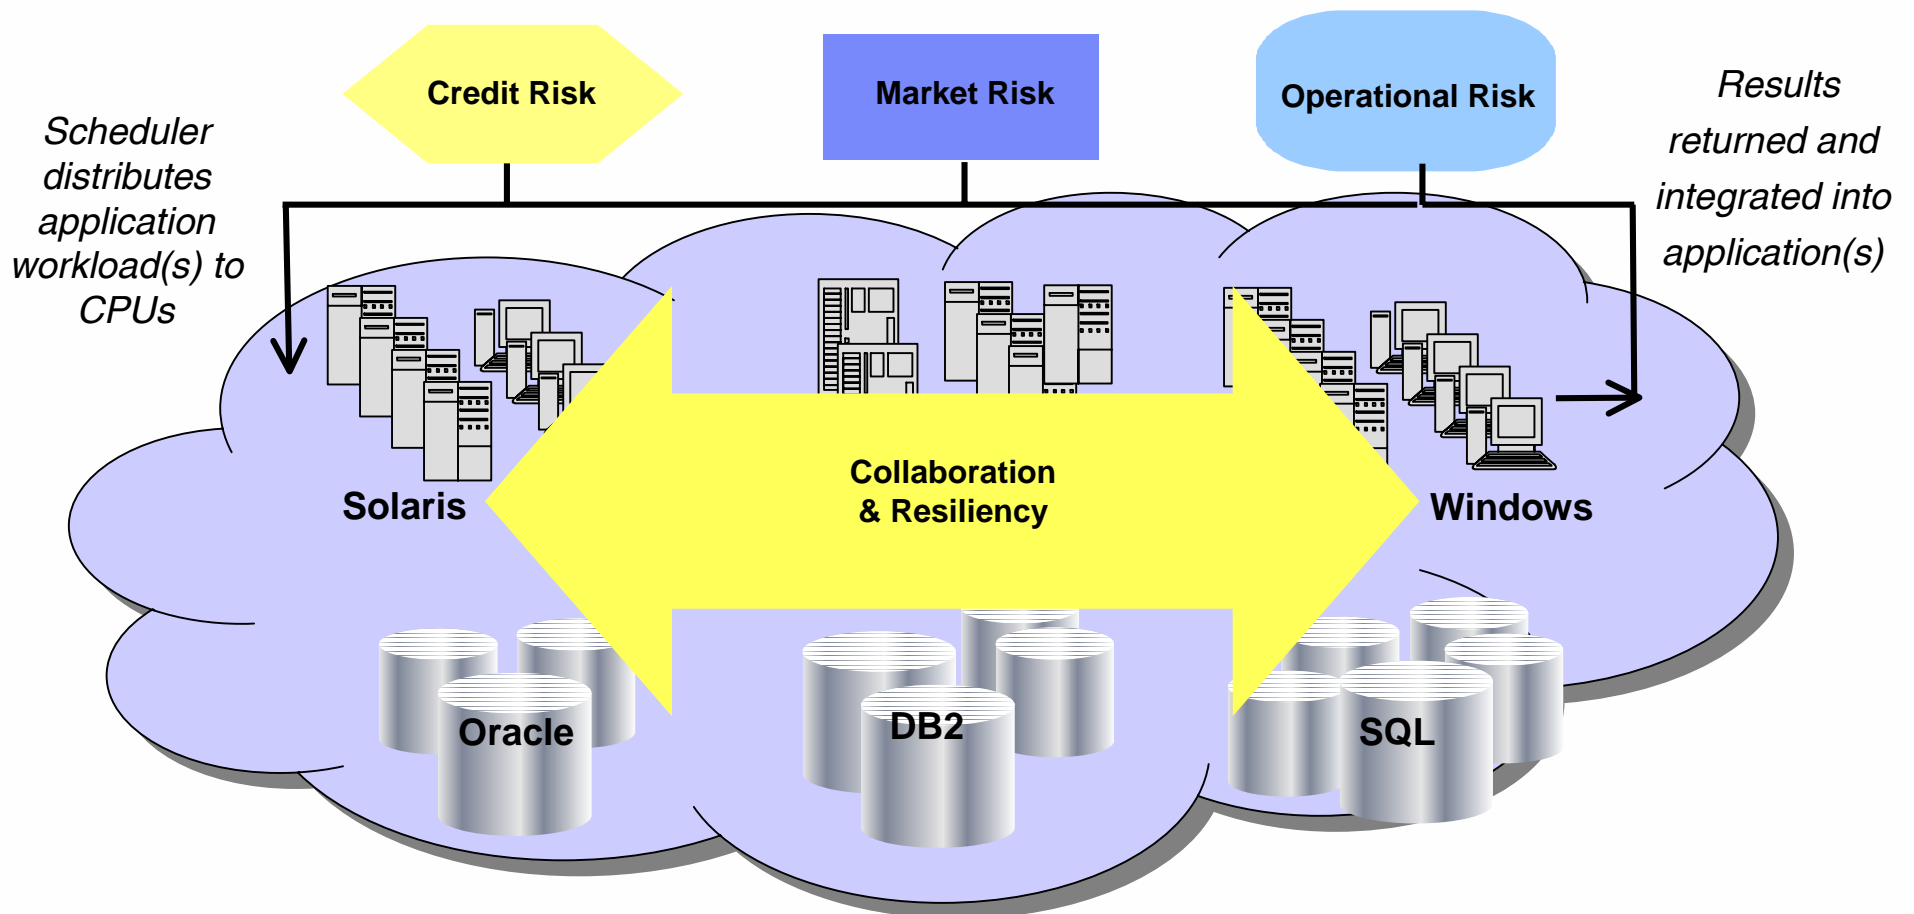 Credit Risk
Market Risk
Operational Risk
Scheduler
distributes
application
workload(s) to
CPUs
Results
returned and
integrated into
application(s)
Collaboration
& Resiliency
Solaris
Windows
Oracle
DB2
SQL